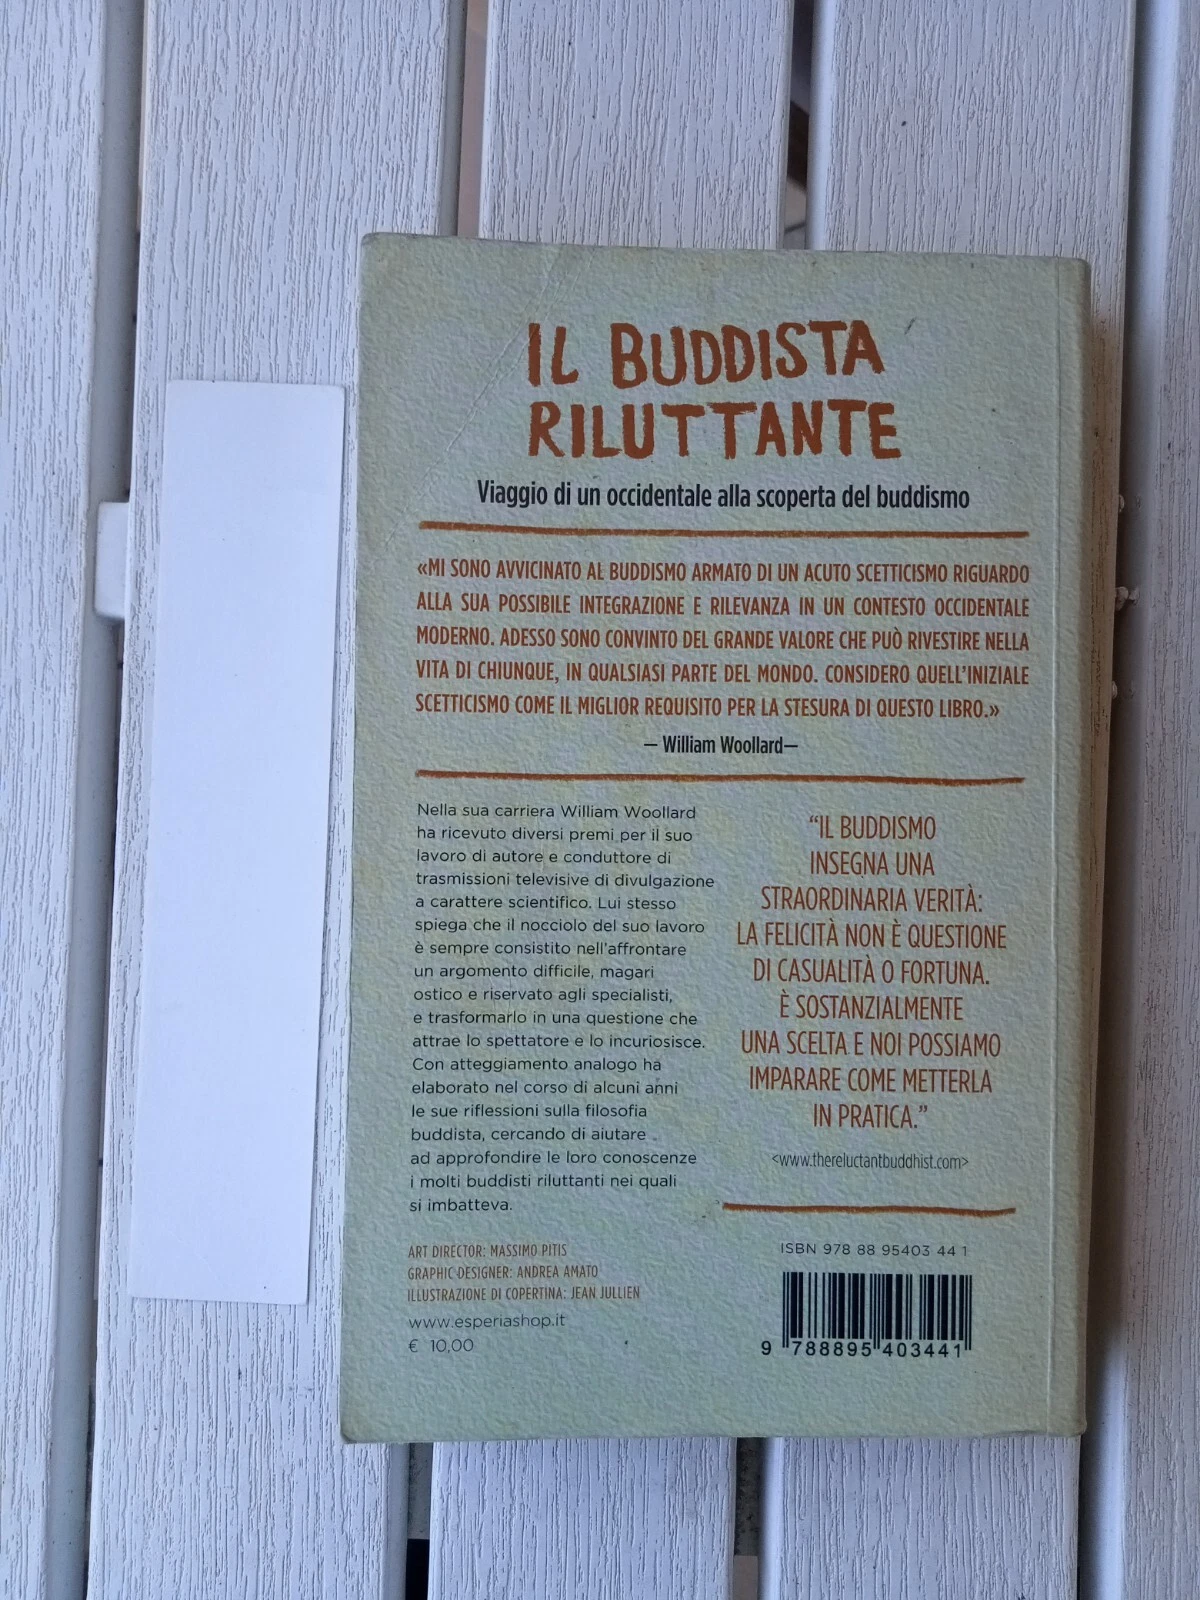 IL BUDDISTA
RILUTTANTE
Viaggio di un occidentale alla scoperta del buddismo
«MI SONO AVVICINATO AL BUDDISMO ARMATO DI UN ACUTO SCETTICISMO RIGUARDO
ALLA SUA POSSIBILE INTEGRAZIONE E RILEVANZA IN UN CONTESTO OCCIDENTALE
MODERNO. ADESSO SONO CONVINTO DEL GRANDE VALORE CHE PUÒ RIVESTIRE NELLA
VITA DI CHIUNQUE, IN QUALSIASI PARTE DEL MONDO. CONSIDERO QUELL'INIZIALE
SCETTICISMO COME IL MIGLIOR REQUISITO PER LA STESURA DI QUESTO LIBRO.»
— William Woollard—
Nella sua carriera William Woollard
ha ricevuto diversi premi per il suo
lavoro di autore e conduttore di
trasmissioni televisive di divulgazione
a carattere scientifico. Lui stesso
spiega che il nocciolo del suo lavoro
è sempre consistito nell'affrontare
un argomento difficile, magari
ostico e riservato agli specialisti,
e trasformarlo in una questione che
attrae lo spettatore e lo incuriosisce.
Con atteggiamento analogo ha
elaborato nel corso di alcuni anni
le sue riflessioni sulla filosofia
buddista, cercando di aiutare
ad approfondire le loro conoscenze
i molti buddisti riluttanti nei quali
si imbatteva.
"IL BUDDISMO
INSEGNA UNA
STRAORDINARIA VERITÀ:
LA FELICITÀ NON È QUESTIONE
DI CASUALITÀ O FORTUNA.
È SOSTANZIALMENTE
UNA SCELTA E NOI POSSIAMO
IMPARARE COME METTERLA
IN PRATICA."
<www.thereluctantbuddhist.com>
ART DIRECTOR: MASSIMO PITIS
GRAPHIC DESIGNER: ANDREA AMATO
ILLUSTRAZIONE DI COPERTINA: JEAN JULLIEN
www.esperiashop.it
€ 10,00
ISBN 978 88 95403 44 1
9 788895 403441